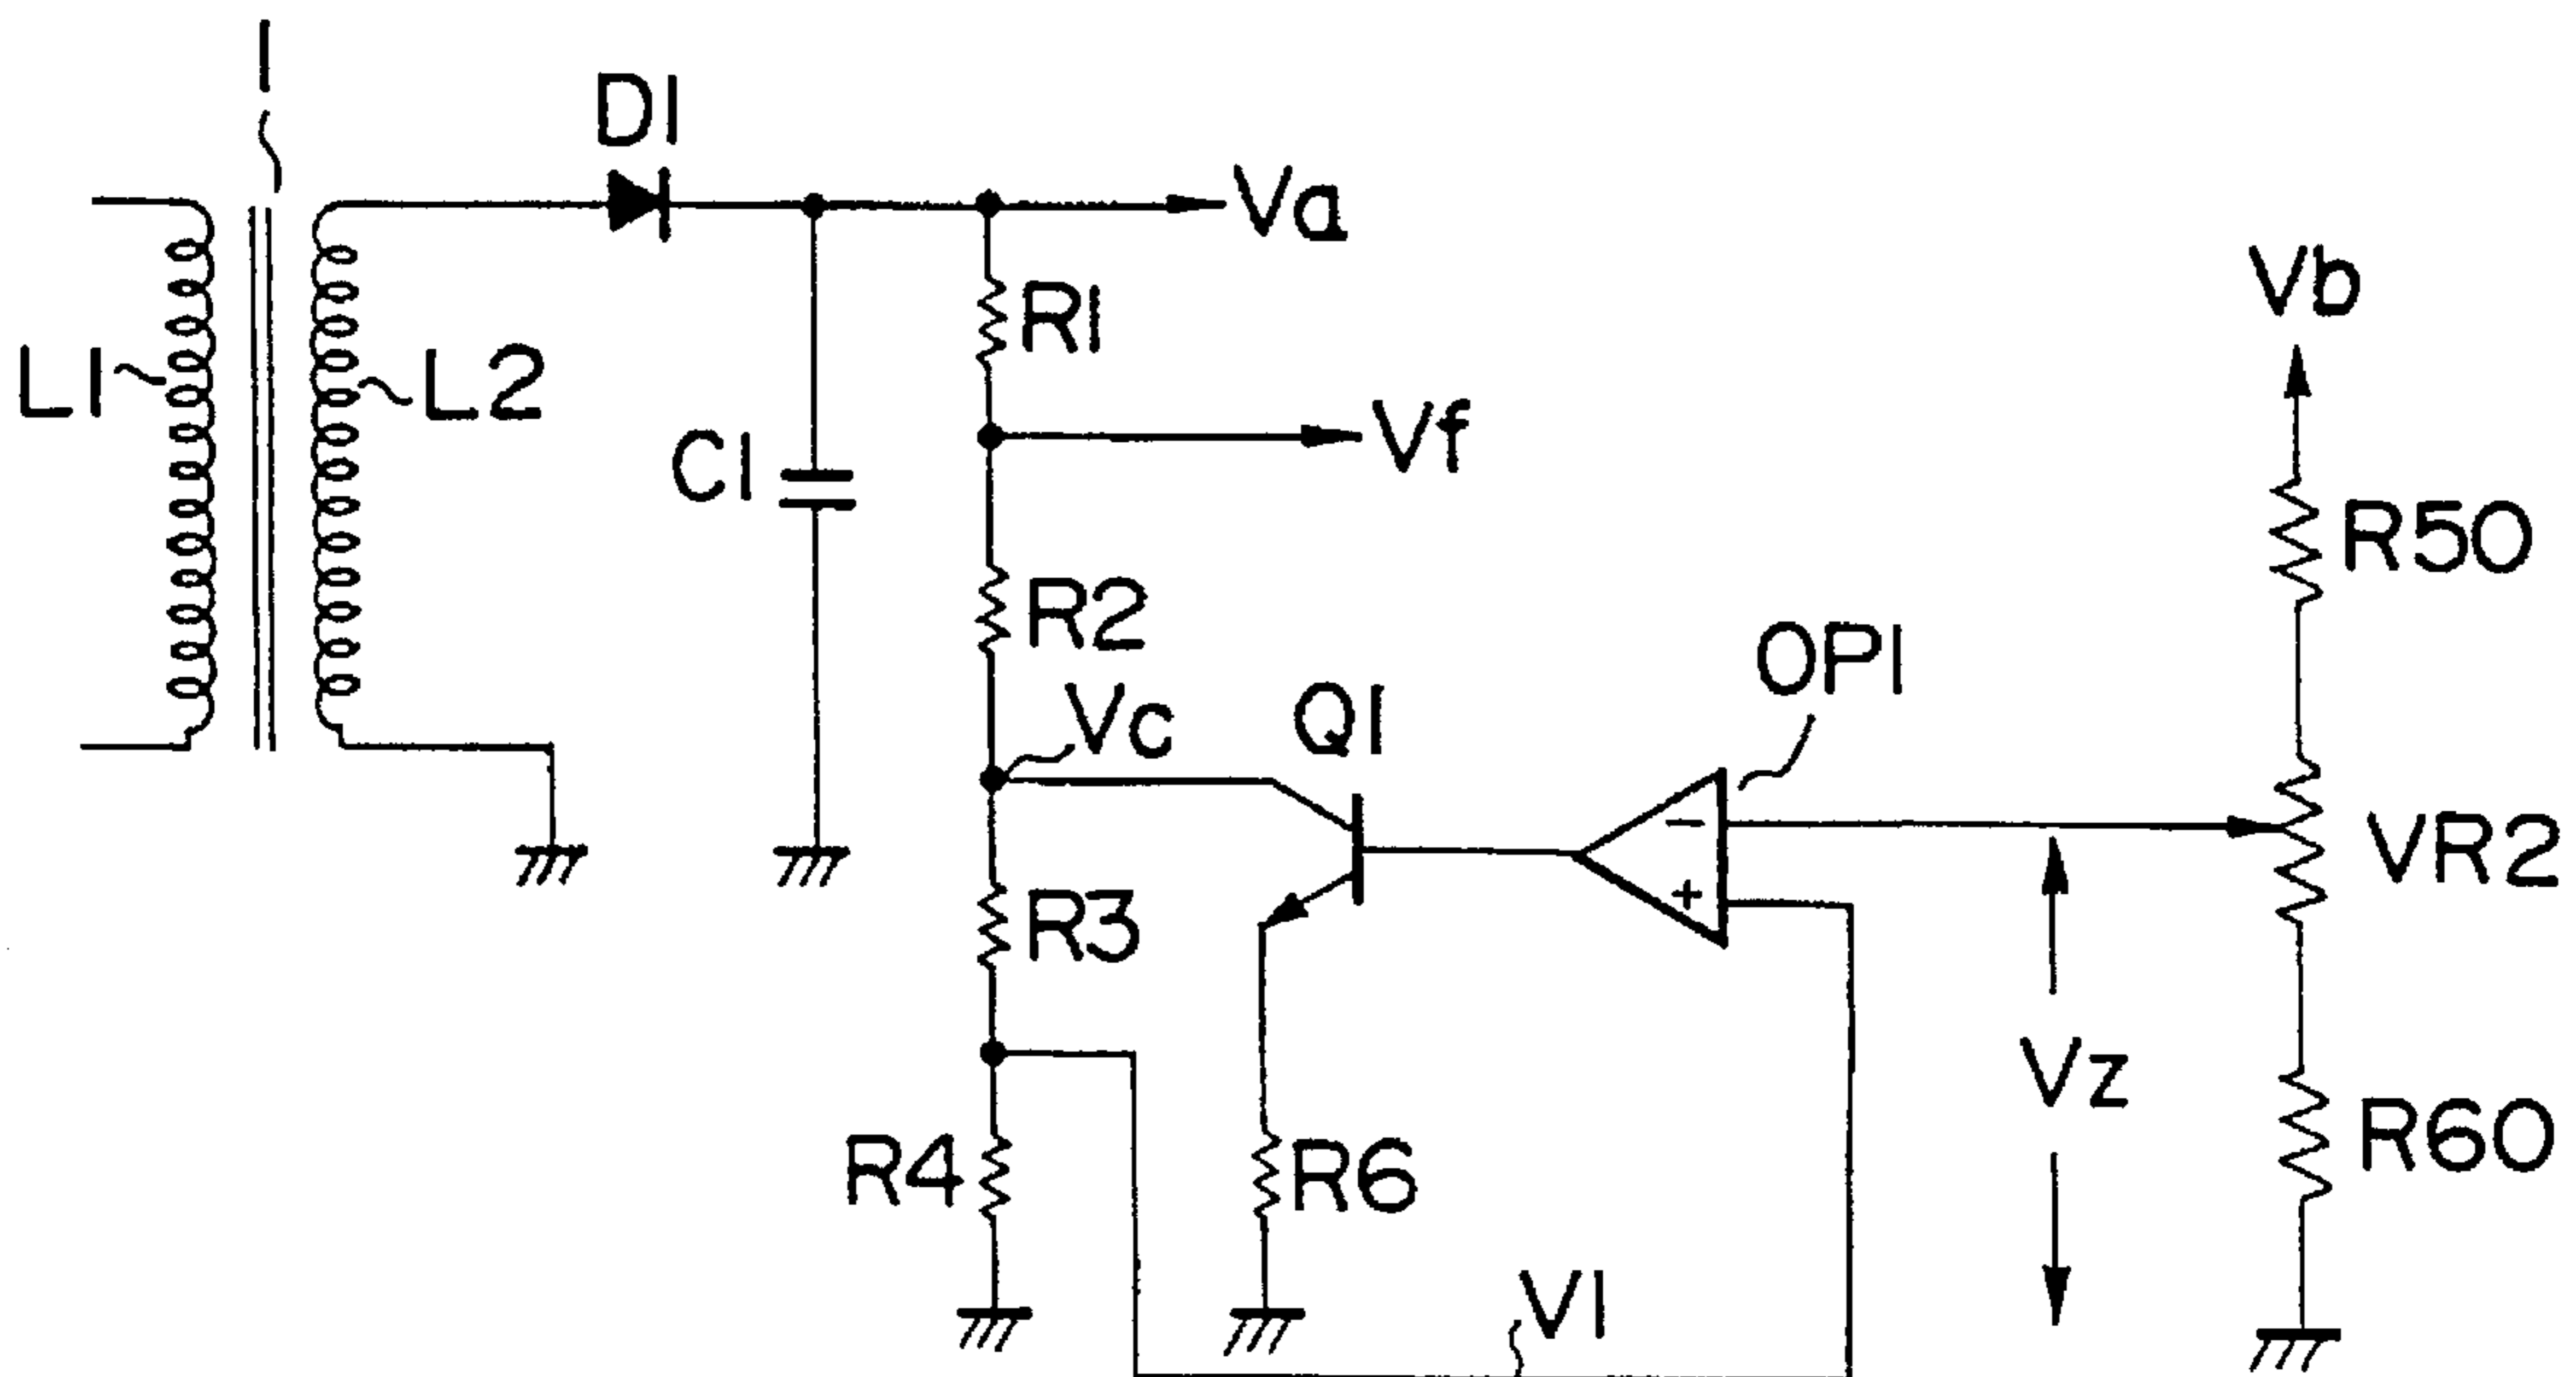 1
D1
Va
Vb
R1
L1
L2
Vf
C1
R50
R2
OP1
Vc
Q1
−
VR2
+
R3
Vz
R4
R6
R60
V1